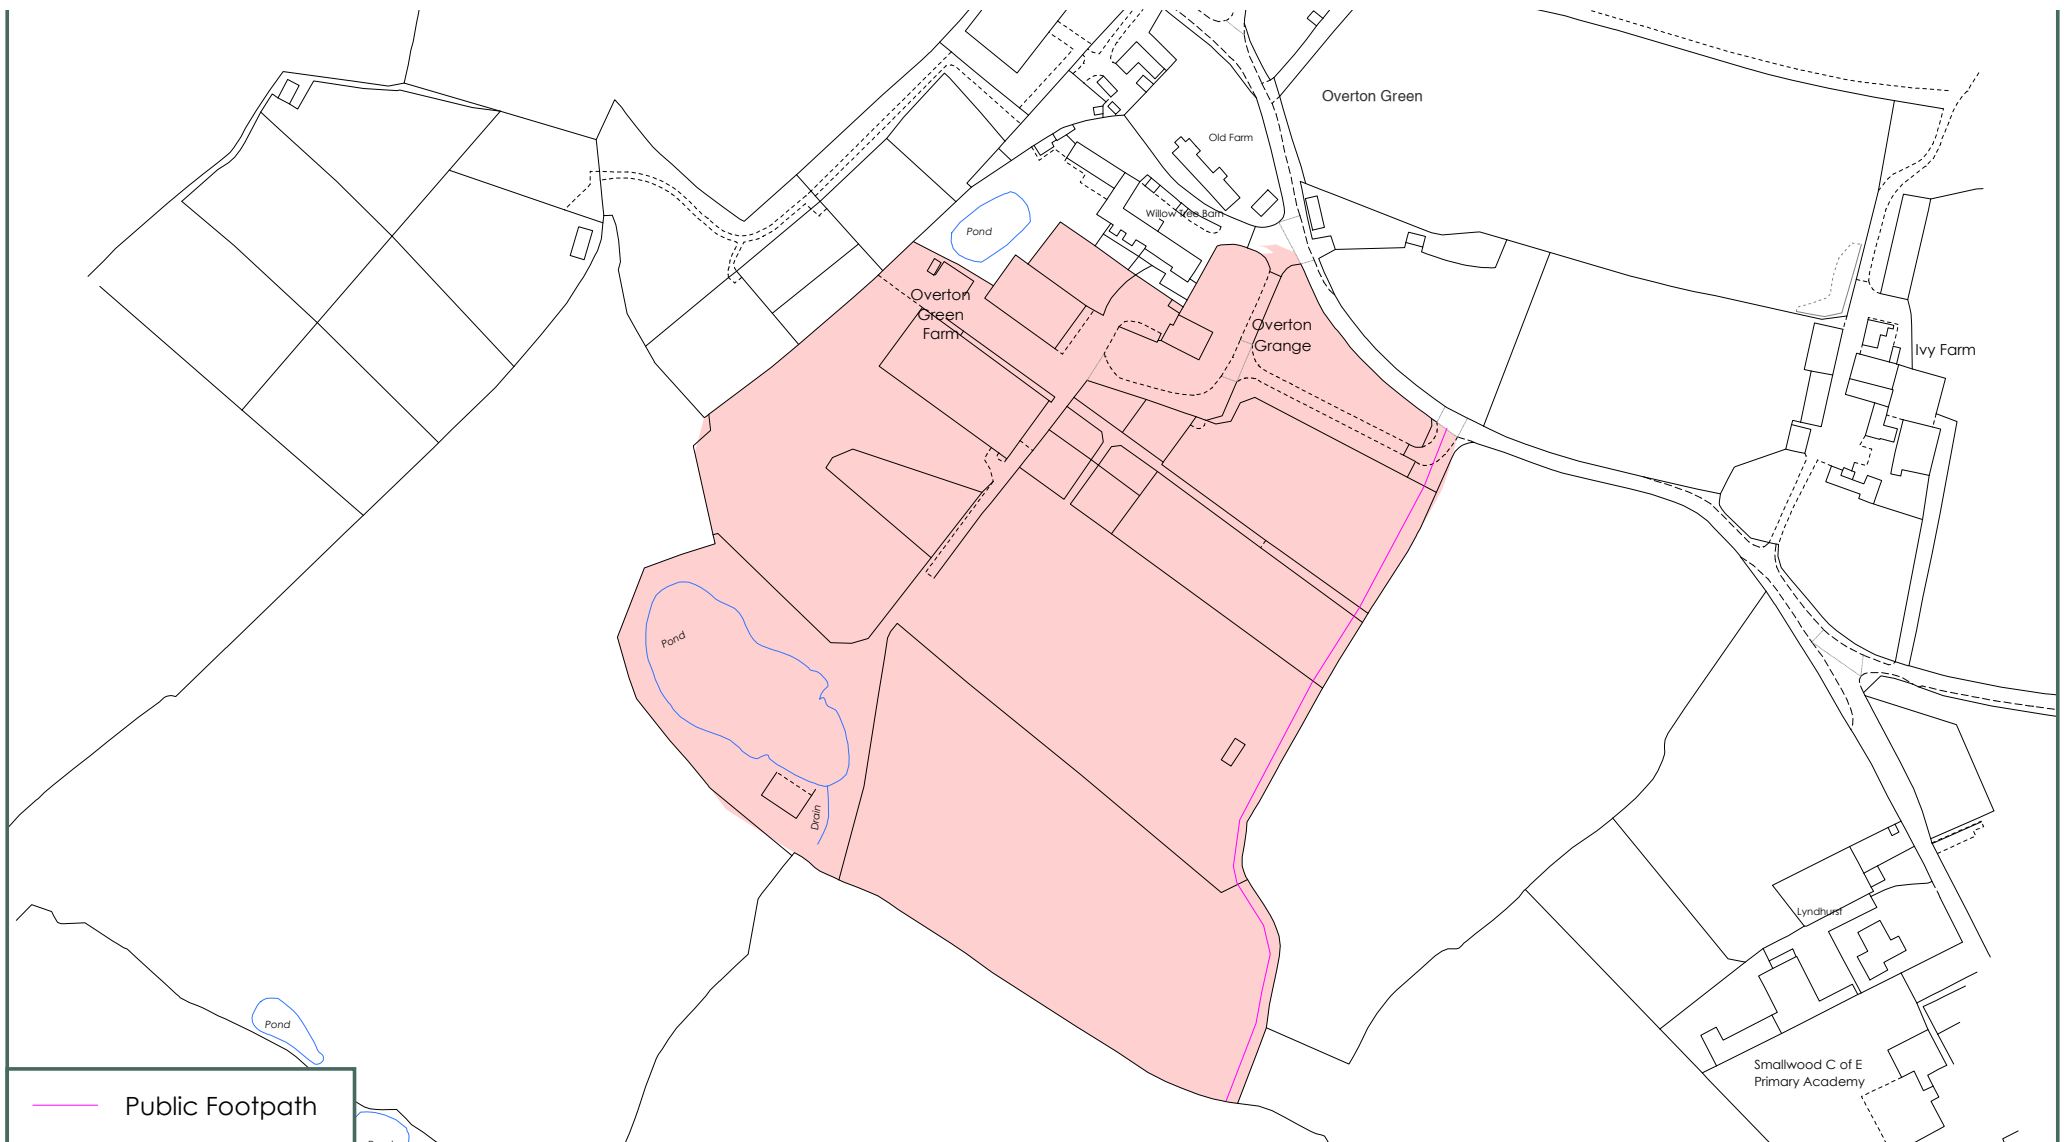 Overton Green
Old Farm
Willow Tree Barn
Pond
Overton
Green
Farm
Overton
Grange
Ivy Farm
Pond
Drain
Lyndhurst
Pond
Smallwood C of E
Primary Academy
Public Footpath